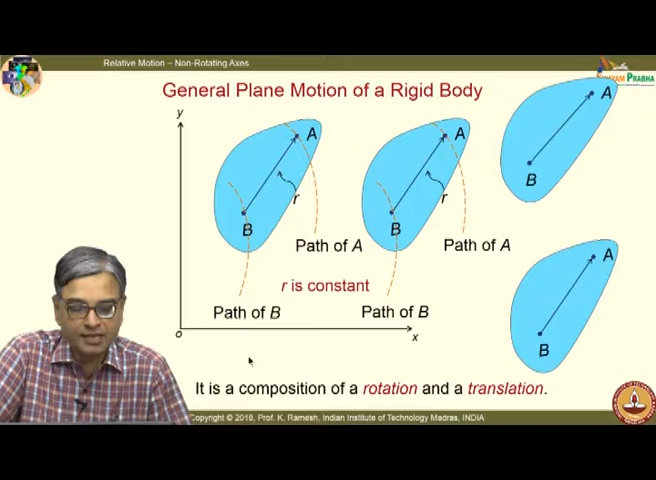 Relative Motion – Non-Rotating Axes
General Plane Motion of a Rigid Body
PRABHA
y
A
A
A
r
r
B
B
B
Path of A
Path of A
A
r is constant
Path of B
Path of B
o
x
B
It is a composition of a rotation and a translation.
Copyright © 2018, Prof. K. Ramesh, Indian Institute of Technology Madras, INDIA